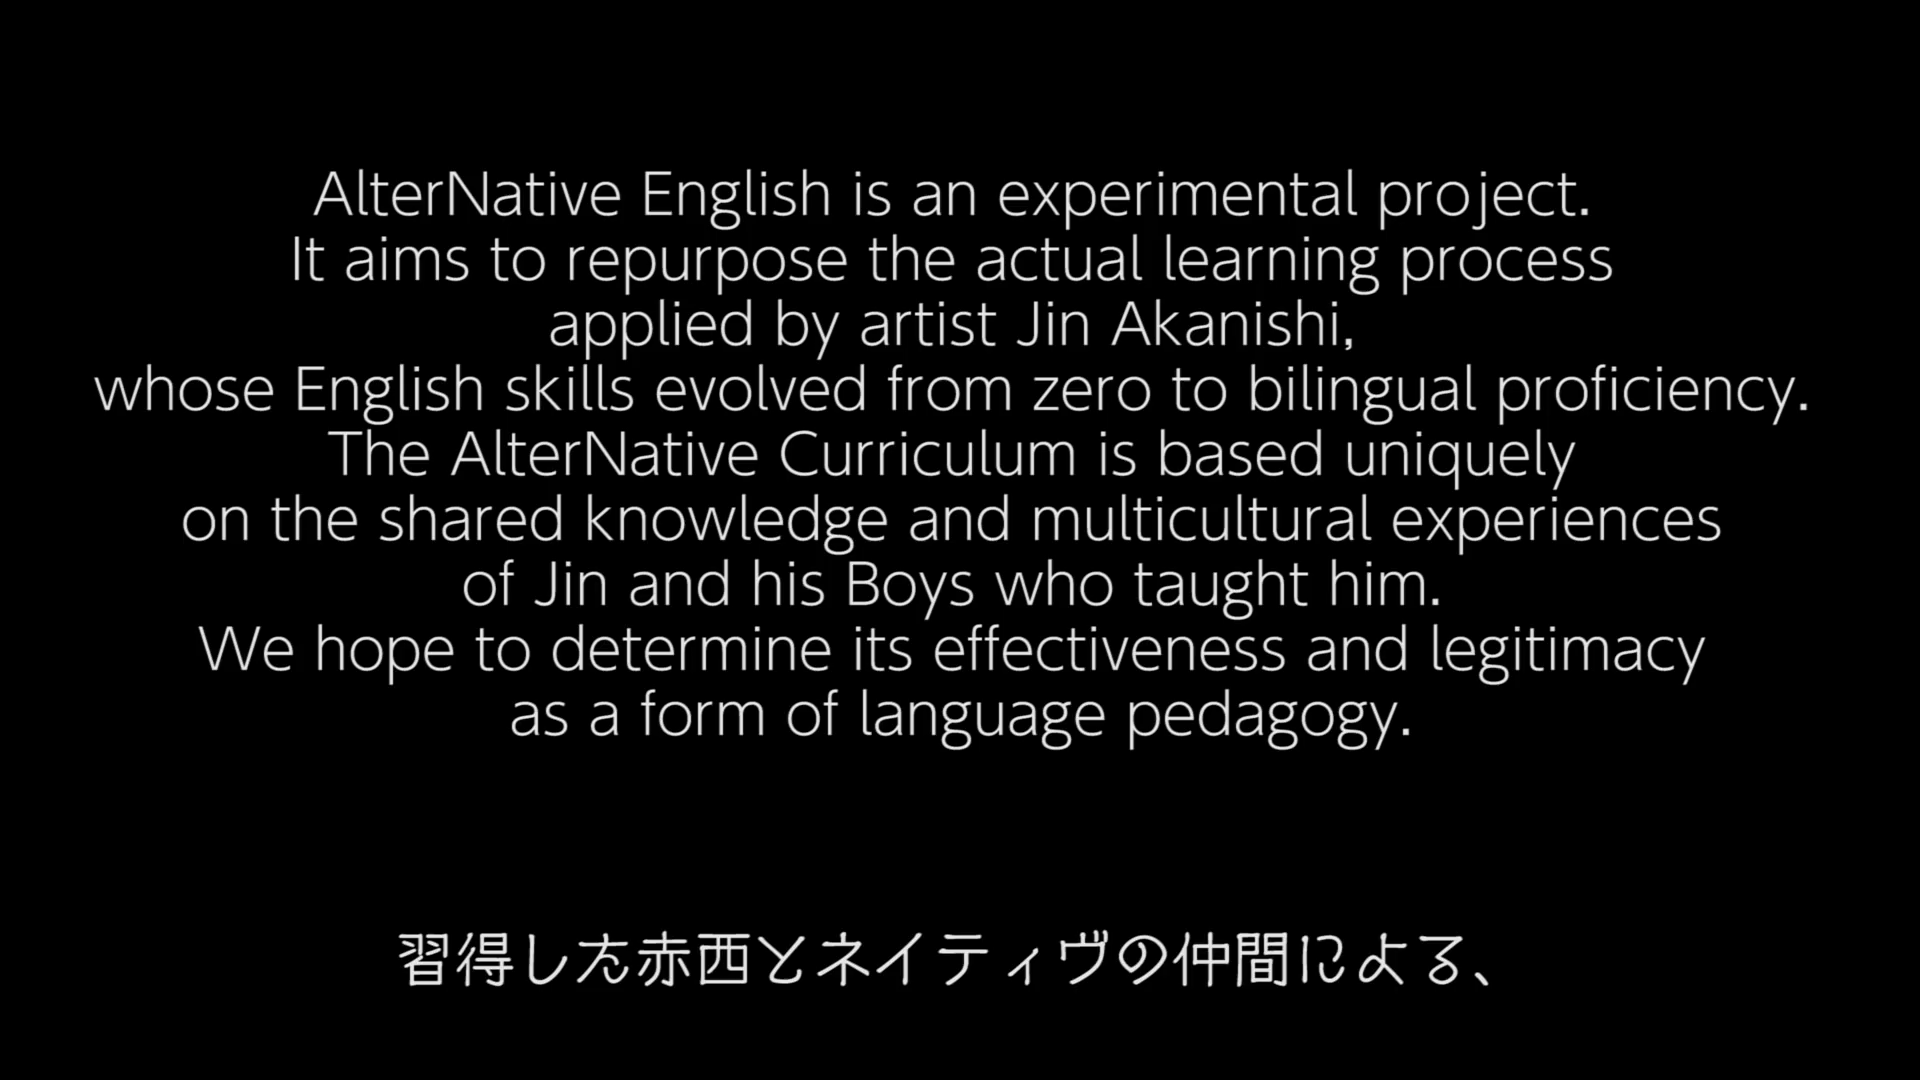 AlterNative English is an experimental project.
It aims to repurpose the actual learning process
applied by artist Jin Akanishi,
whose English skills evolved from zero to bilingual proficiency.
The AlterNative Curriculum is based uniquely
on the shared knowledge and multicultural experiences
of Jin and his Boys who taught him.
We hope to determine its effectiveness and legitimacy
as a form of language pedagogy.
習得した赤西とネイティヴの仲間による、